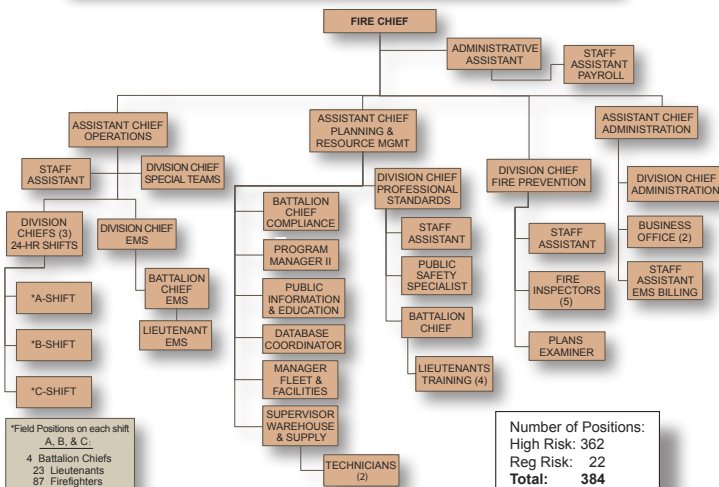 FIRE CHIEF
ADMINISTRATIVE
ASSISTANT
STAFF
ASSISTANT
PAYROLL
ASSISTANT CHIEF
OPERATIONS
STAFF
ASSISTANT
DIVISION CHIEF
SPECIAL TEAMS
DIVISION
CHIEFS (3)
24-HR SHIFTS
DIVISION CHIEF
EMS
*A-SHIFT
*B-SHIFT
*C-SHIFT
BATTALION
CHIEF
EMS
LIEUTENANT
EMS
*Field Positions on each shift
A, B, & C:
4 Battalion Chiefs
23 Lieutenants
87 Firefighters
ASSISTANT CHIEF
PLANNING &
RESOURCE MGMT
BATTALION
CHIEF
COMPLIANCE
PROGRAM
MANAGER II
PUBLIC
INFORMATION
& EDUCATION
DATABASE
COORDINATOR
MANAGER
FLEET &
FACILITIES
SUPERVISOR
WAREHOUSE
& SUPPLY
TECHNICIANS
(2)
DIVISION CHIEF
PROFESSIONAL
STANDARDS
STAFF
ASSISTANT
PUBLIC
SAFETY
SPECIALIST
BATTALION
CHIEF
LIEUTENANTS
TRAINING (4)
DIVISION CHIEF
FIRE PREVENTION
STAFF
ASSISTANT
FIRE
INSPECTORS
(5)
PLANS
EXAMINER
ASSISTANT CHIEF
ADMINISTRATION
DIVISION CHIEF
ADMINISTRATION
BUSINESS
OFFICE (2)
STAFF
ASSISTANT
EMS BILLING
Number of Positions:
High Risk: 362
Reg Risk: 22
Total: 384